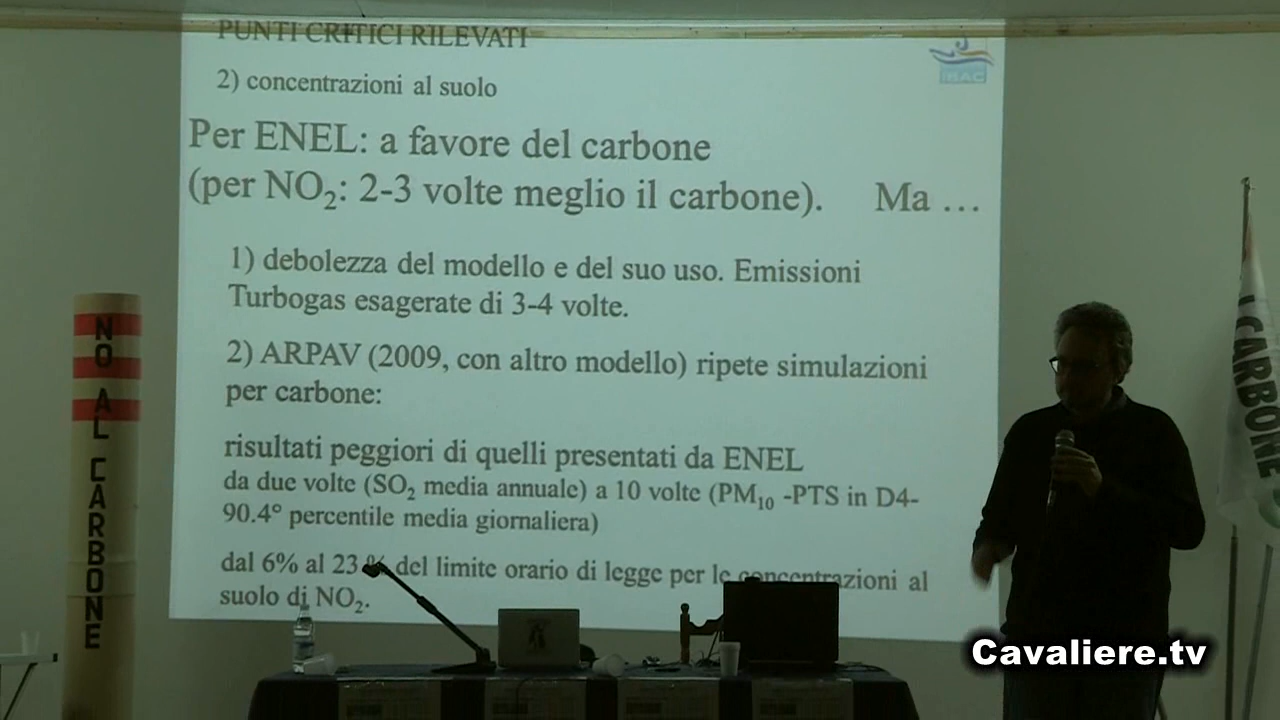 PUNTI CRITICI RILEVATI
2) concentrazioni al suolo
Per ENEL: a favore del carbone
(per NO₂: 2-3 volte meglio il carbone). Ma …
1) debolezza del modello e del suo uso. Emissioni
Turbogas esagerate di 3-4 volte.
2) ARPAV (2009, con altro modello) ripete simulazioni
per carbone:
risultati peggiori di quelli presentati da ENEL
da due volte (SO₂ media annuale) a 10 volte (PM₁₀ -PTS in D4-
90.4° percentile media giornaliera)
dal 6% al 23 % del limite orario di legge per le concentrazioni al
suolo di NO₂.
NO AL CARBONE
CARBONE
Cavaliere.tv